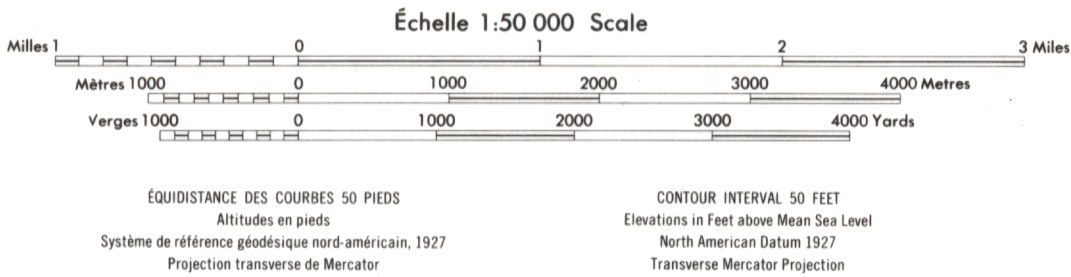 Échelle 1:50 000 Scale
Milles 1 0 1 2 3 Miles
Mètres 1000 0 1000 2000 3000 4000 Metres
Verges 1000 0 1000 2000 3000 4000 Yards
ÉQUIDISTANCE DES COURBES 50 PIEDS
Altitudes en pieds
Système de référence géodésique nord-américain, 1927
Projection transverse de Mercator
CONTOUR INTERVAL 50 FEET
Elevations in Feet above Mean Sea Level
North American Datum 1927
Transverse Mercator Projection